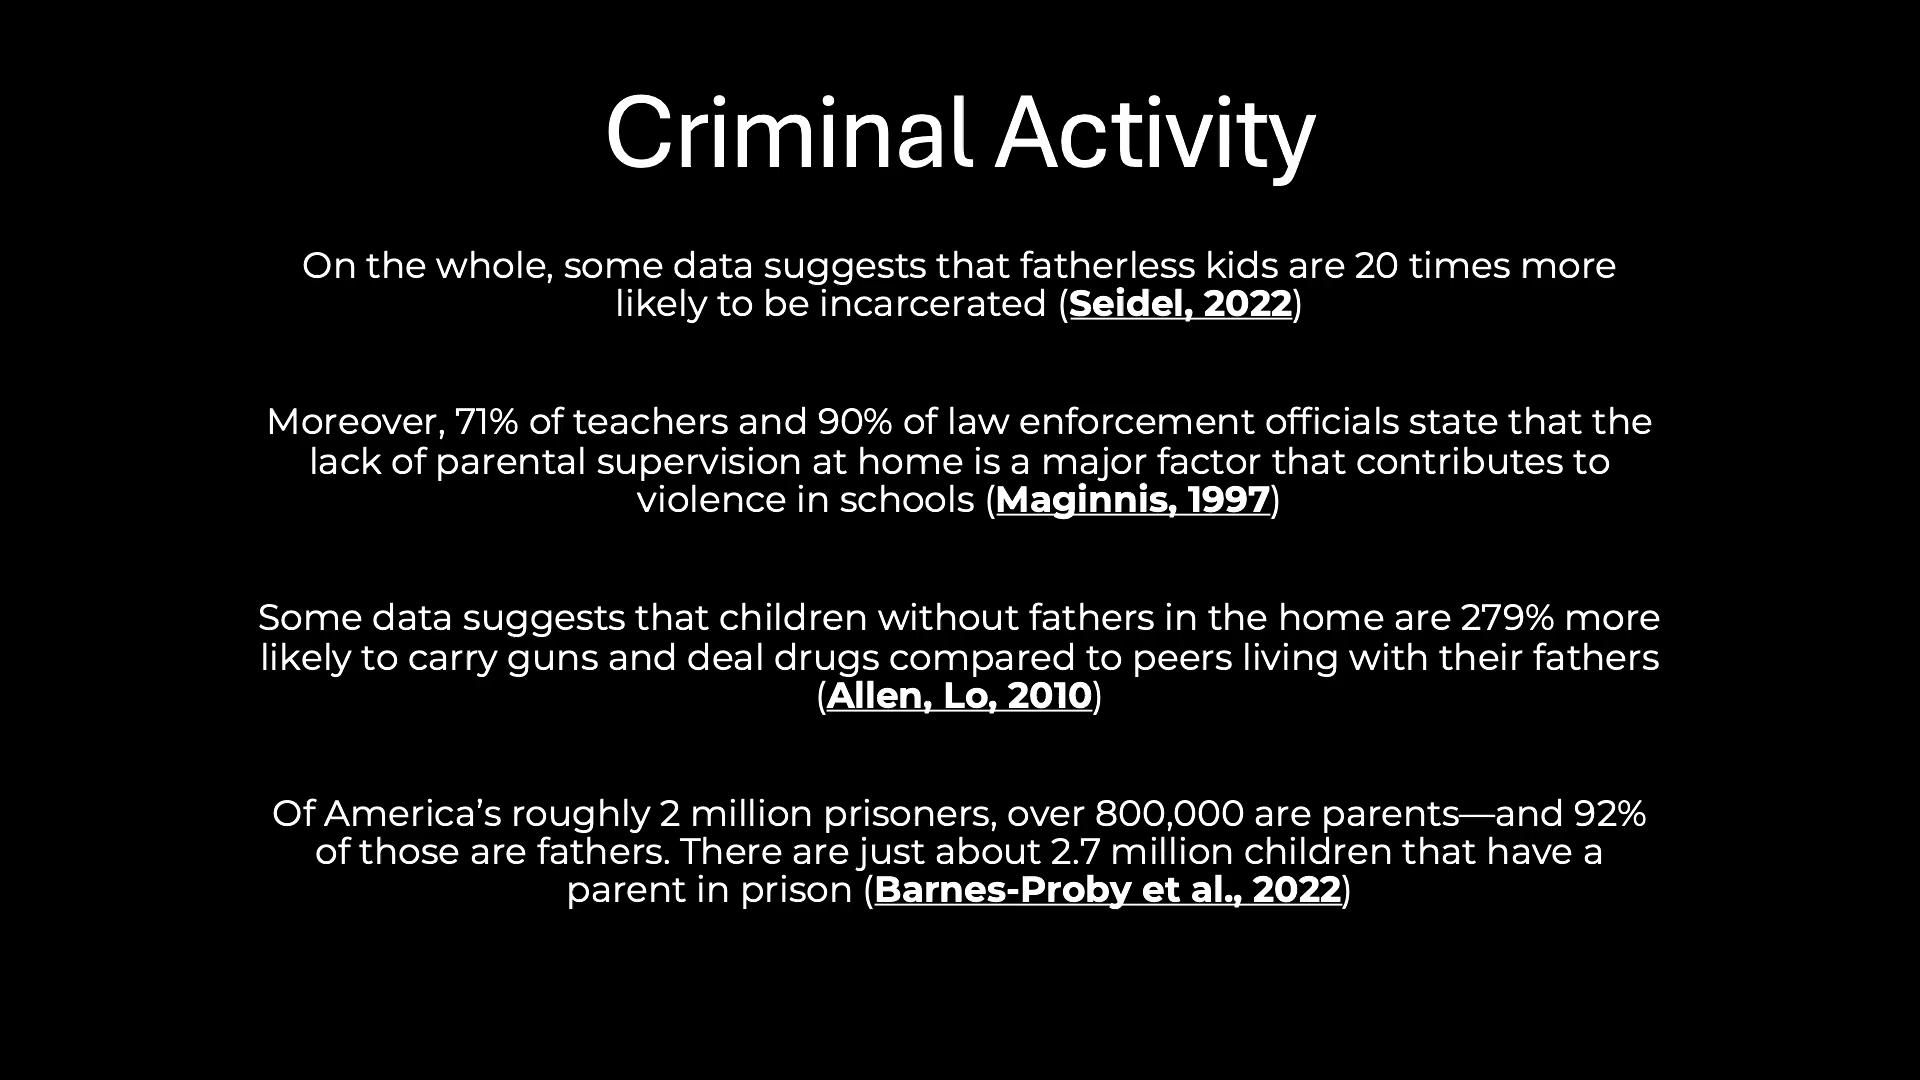 Criminal Activity
On the whole, some data suggests that fatherless kids are 20 times more
likely to be incarcerated (Seidel, 2022)
Moreover, 71% of teachers and 90% of law enforcement officials state that the
lack of parental supervision at home is a major factor that contributes to
violence in schools (Maginnis, 1997)
Some data suggests that children without fathers in the home are 279% more
likely to carry guns and deal drugs compared to peers living with their fathers
(Allen, Lo, 2010)
Of America’s roughly 2 million prisoners, over 800,000 are parents—and 92%
of those are fathers. There are just about 2.7 million children that have a
parent in prison (Barnes-Proby et al., 2022)